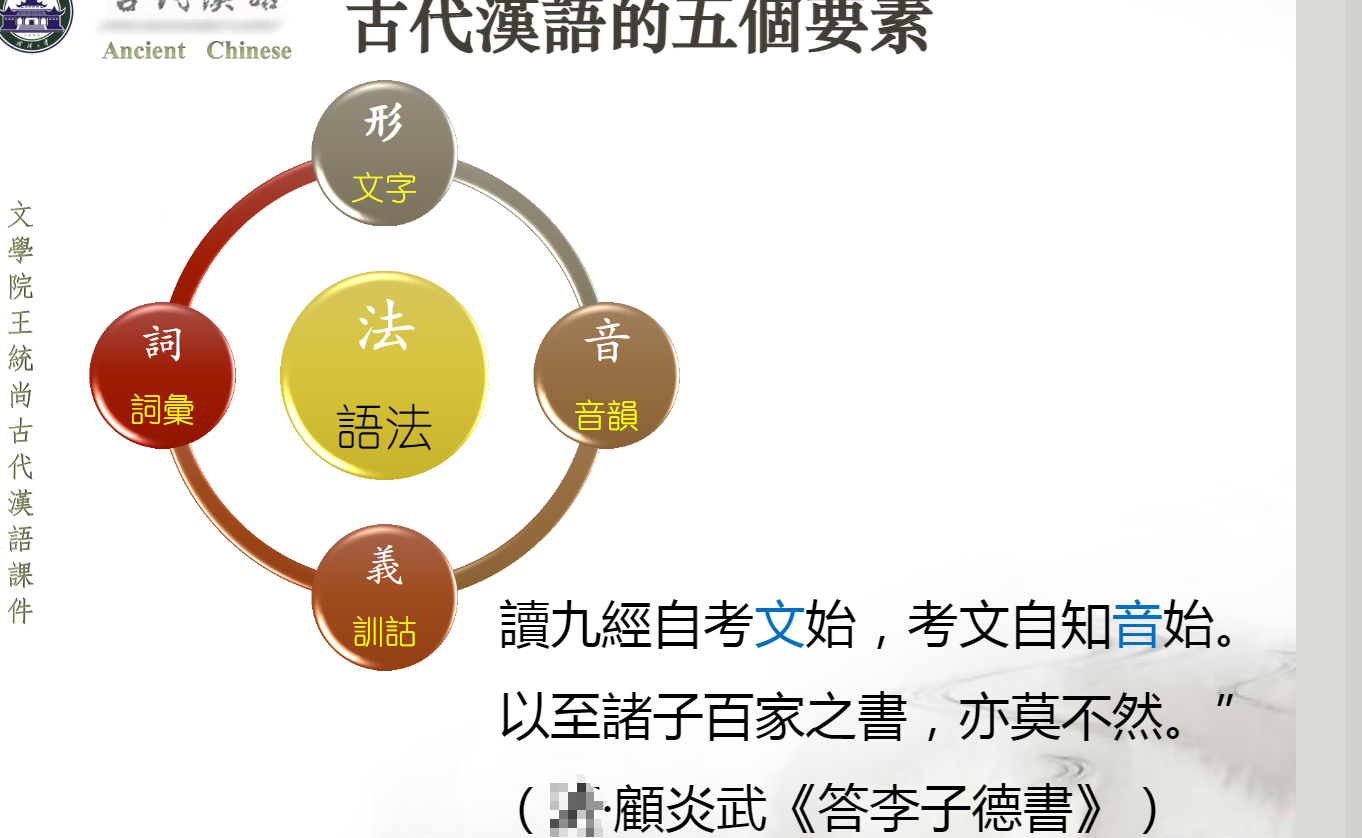 Ancient Chinese
古代漢語的五個要素
文學院王統尚古代漢語課件
形
文字
詞
詞彙
法
語法
音
音韻
義
訓詁
讀九經自考文始，考文自知音始。
以至諸子百家之書，亦莫不然。”
（ ·顧炎武《答李子德書》）